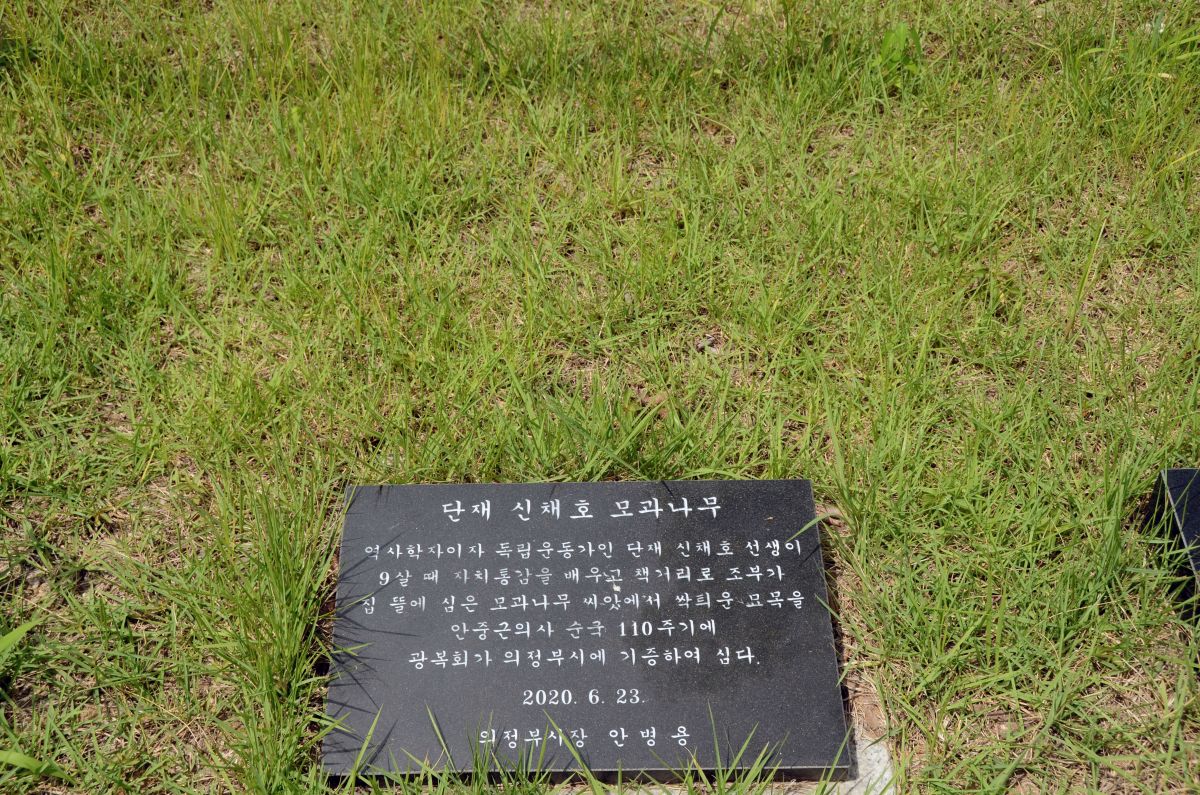 단재 신채호 모과나무
역사학자이자 독립운동가인 단재 신채호 선생이
9살 때 자치통감을 배우고 책거리로 조부가
집 뜰에 심은 모과나무 씨앗에서 싹틔운 묘목을
안중근의사 순국 110주기에
광복회가 의정부시에 기증하여 심다.
2020. 6. 23.
의정부시장 안병용